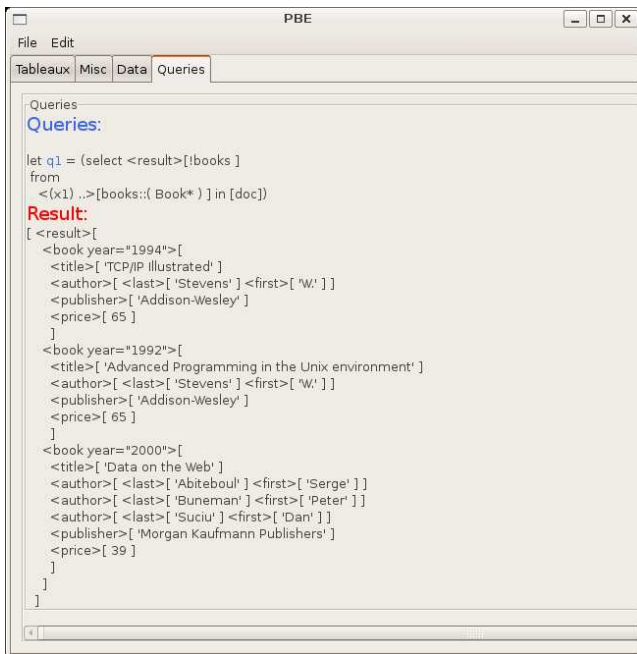 PBE
File Edit
Tableaux Misc Data Queries
Queries
Queries:
let q1 = (select <result>[!books ]
from
<(x1) ..>[books::( Book* ) ] in [doc])
Result:
[ <result>[
<book year="1994">[
<title>[ 'TCP/IP Illustrated' ]
<author>[ <last>[ 'Stevens' ] <first>[ 'W.' ] ]
<publisher>[ 'Addison-Wesley' ]
<price>[ 65 ]
]
<book year="1992">[
<title>[ 'Advanced Programming in the Unix environment' ]
<author>[ <last>[ 'Stevens' ] <first>[ 'W.' ] ]
<publisher>[ 'Addison-Wesley' ]
<price>[ 65 ]
]
<book year="2000">[
<title>[ 'Data on the Web' ]
<author>[ <last>[ 'Abiteboul' ] <first>[ 'Serge' ] ]
<author>[ <last>[ 'Buneman' ] <first>[ 'Peter' ] ]
<author>[ <last>[ 'Suciu' ] <first>[ 'Dan' ] ]
<publisher>[ 'Morgan Kaufmann Publishers' ]
<price>[ 39 ]
]
]
]